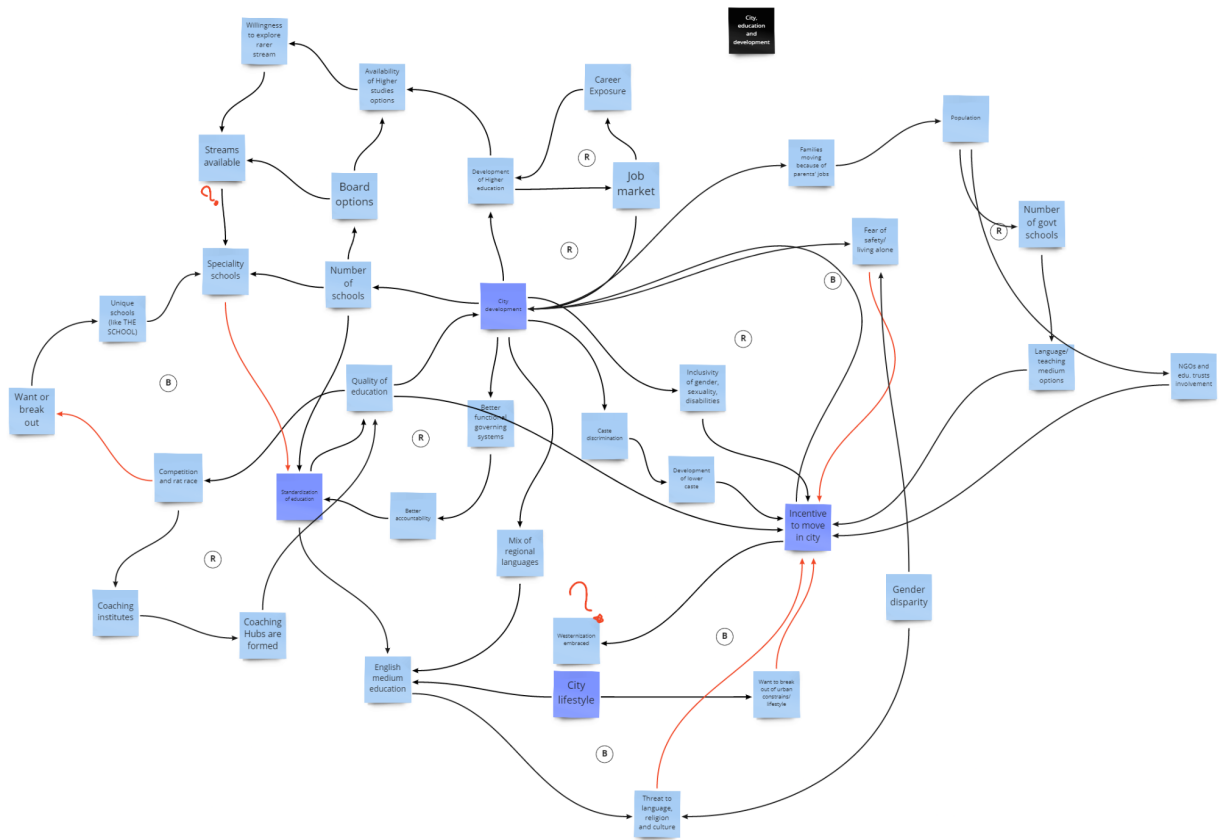 Willingness
to explore
rarer
stream
City,
education
and
development
Availability
of Higher
studies
options
Career
Exposure
Population
Streams
available
Families
moving
because of
parents' jobs
R
Development
of Higher
education
Job
market
Board
options
?
Number
of govt
schools
R
Fear of
safety/
living alone
R
Speciality
schools
Number
of
schools
B
City
development
Unique
schools
(like THE
SCHOOL)
R
Language/
teaching
medium
options
NGOs and
edu. trusts
involvement
B
Quality of
education
Inclusivity
of gender,
sexuality,
disabilities
Want or
break
out
Better
functional
governing
systems
Caste
discrimination
R
Competition
and rat race
Development
of lower
caste
Standardization
of education
Better
accountability
Incentive
to move
in city
Mix of
regional
languages
R
Coaching
institutes
Coaching
Hubs are
formed
?
Gender
disparity
Westernization
embraced
B
English
medium
education
City
lifestyle
Want to break
out of urban
constrains/
lifestyle
B
Threat to
language,
religion
and culture